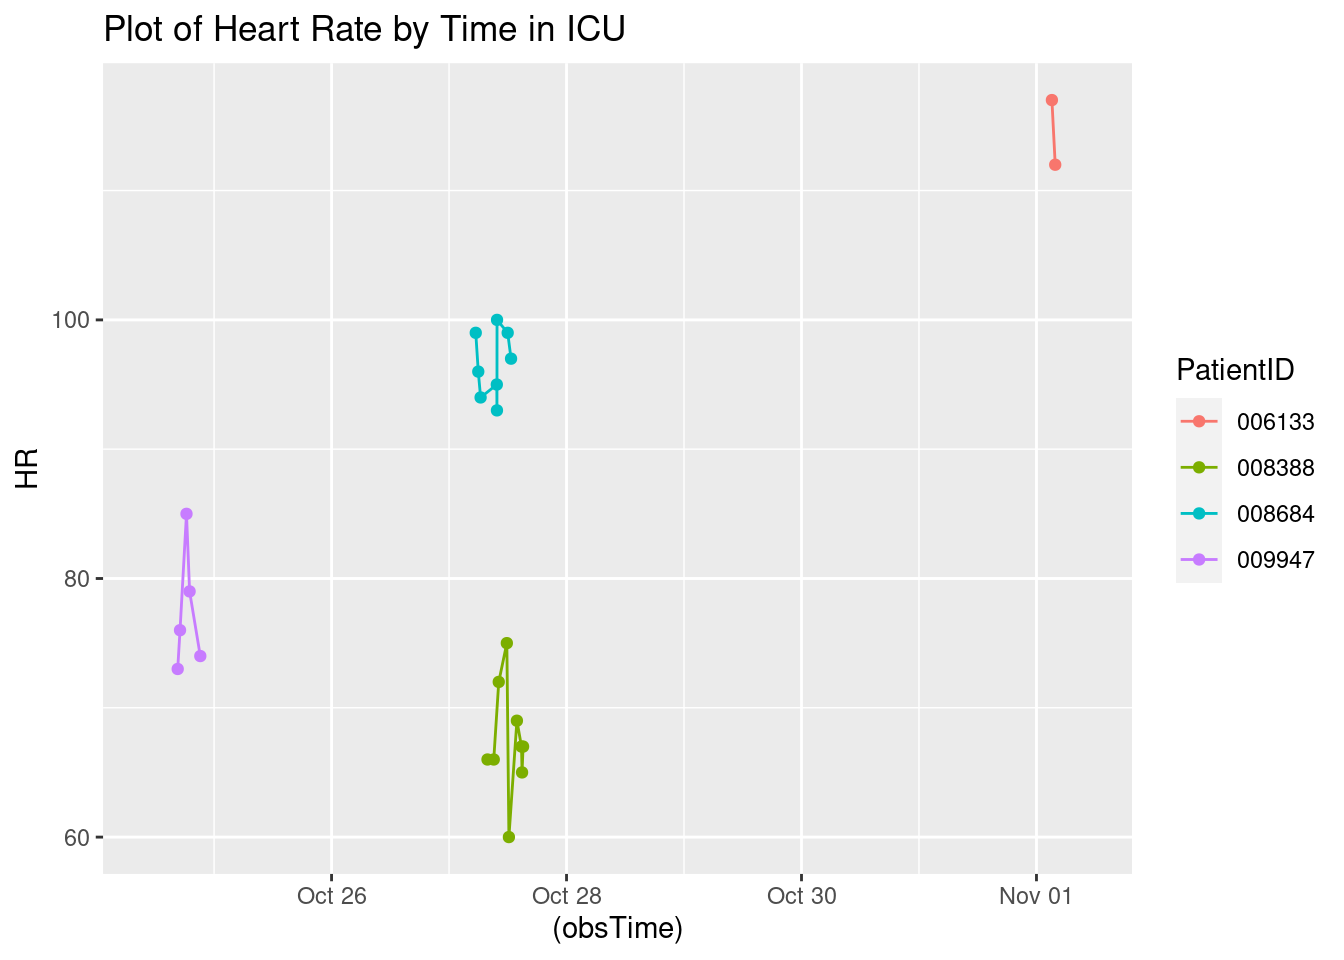 Plot of Heart Rate by Time in ICU
HR
100
80
60
Oct 26
Oct 28
Oct 30
Nov 01
(obsTime)
PatientID
006133
008388
008684
009947